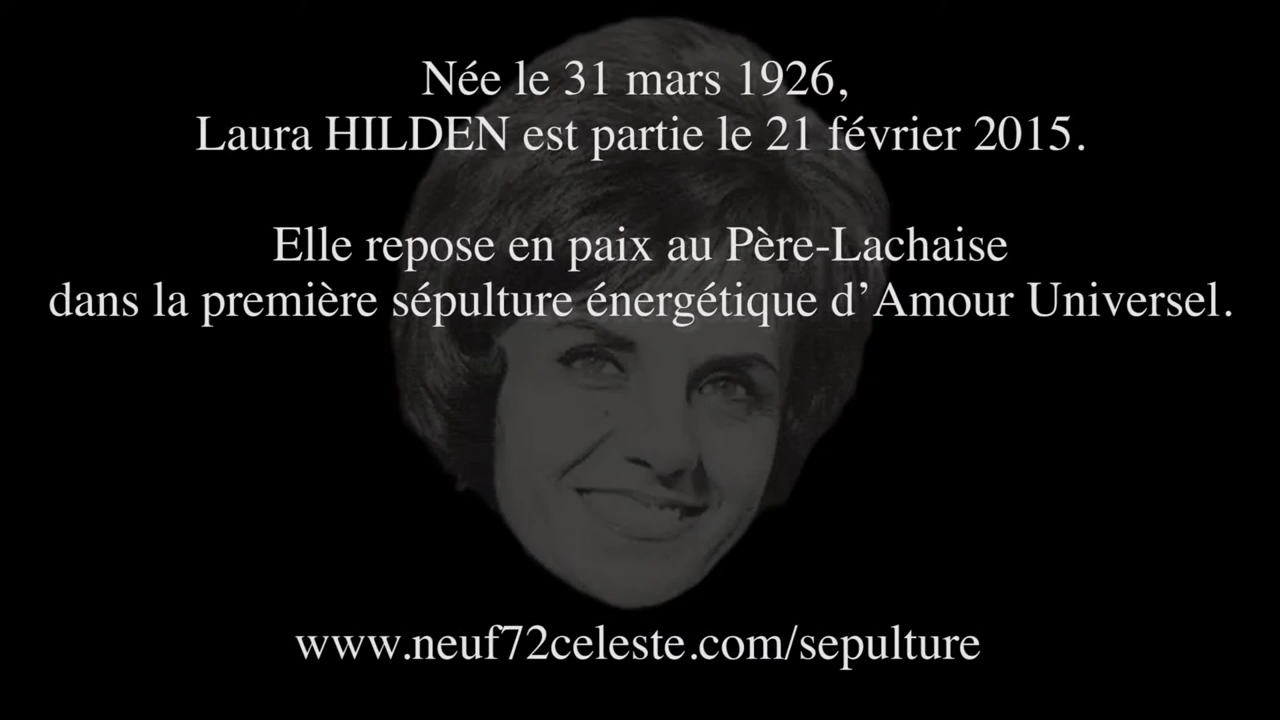 Née le 31 mars 1926,
Laura HILDEN est partie le 21 février 2015.
Elle repose en paix au Père-Lachaise
dans la première sépulture énergétique d’Amour Universel.
www.neuf72celeste.com/sepulture